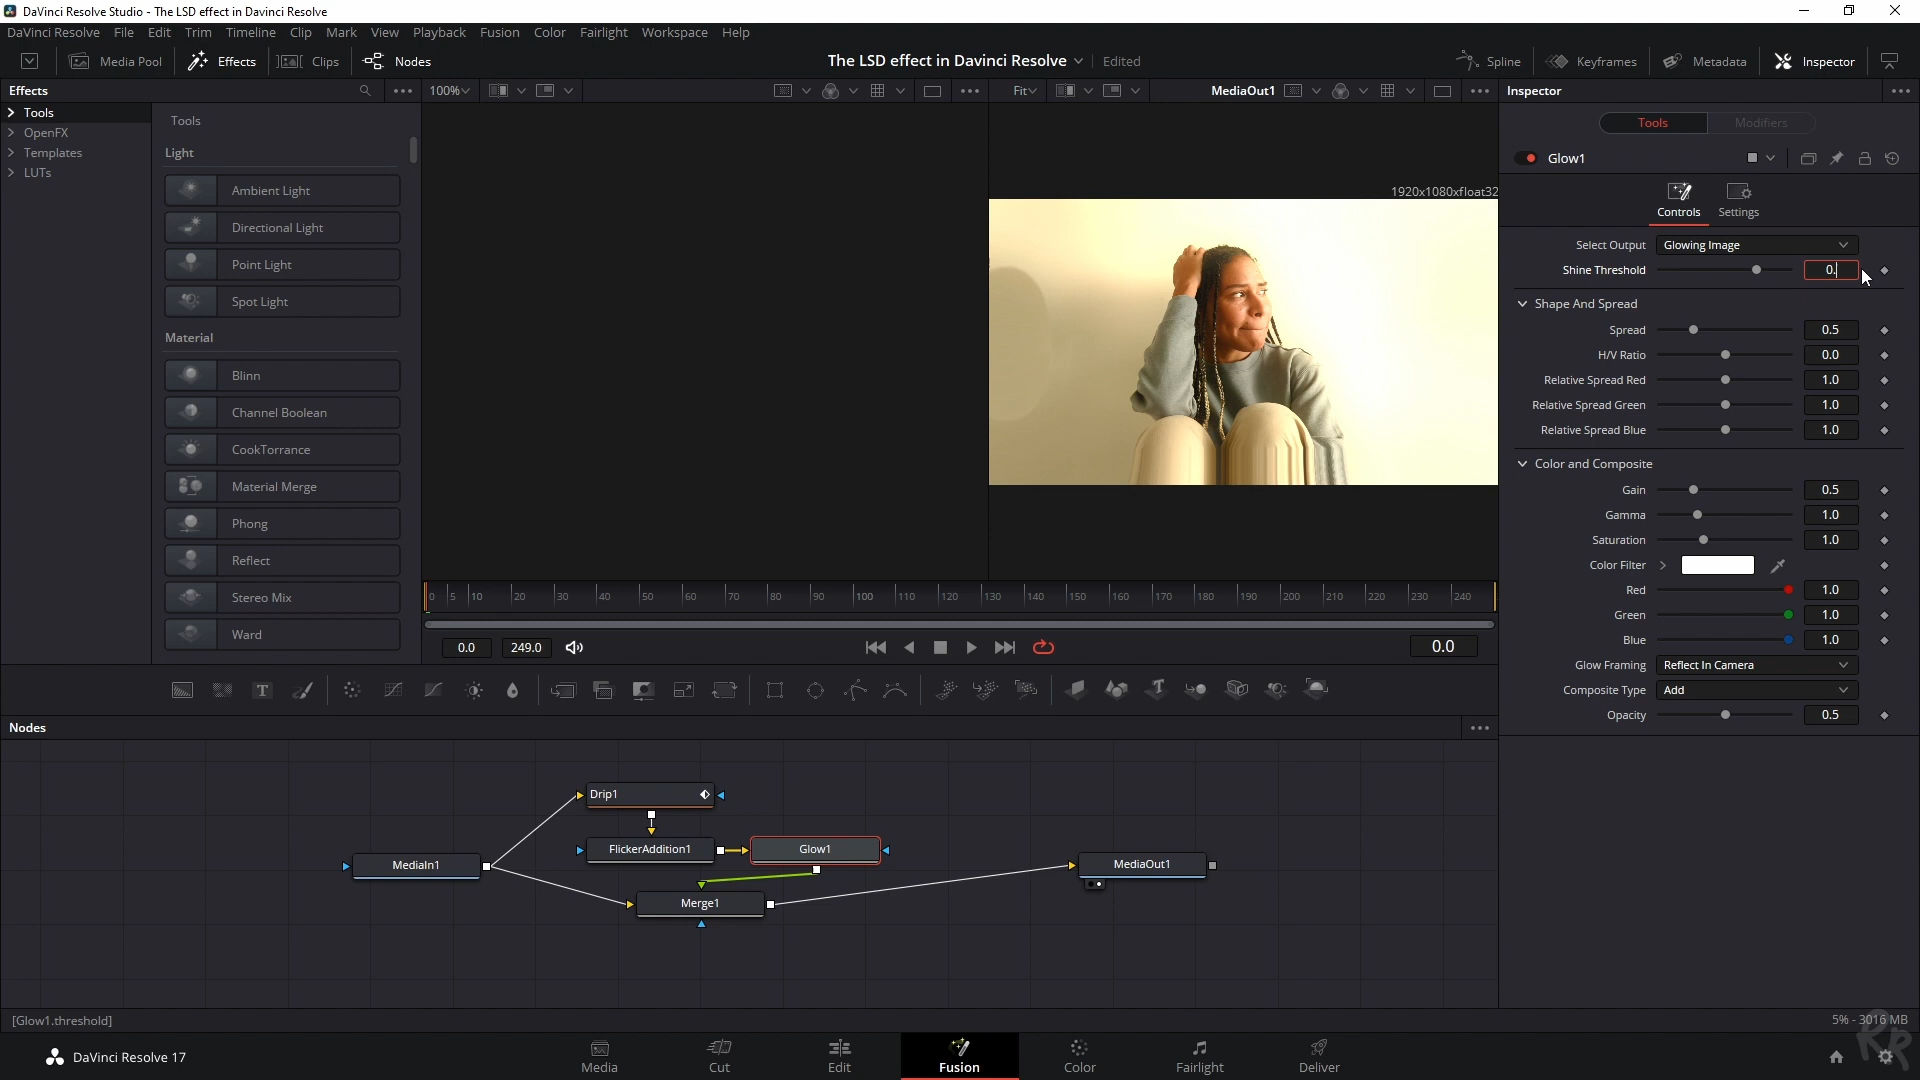 DaVinci Resolve Studio - The LSD effect in Davinci Resolve
DaVinci Resolve File Edit Trim Timeline Clip Mark View Playback Fusion Color Fairlight Workspace Help
Media Pool Effects Clips Nodes The LSD effect in Davinci Resolve Edited Spline Keyframes Metadata Inspector
Effects 100% Fit MediaOut1 Inspector
Tools
OpenFX
Templates
LUTs
Tools
Light
Ambient Light
Directional Light
Point Light
Spot Light
Material
Blinn
Channel Boolean
CookTorrance
Material Merge
Phong
Reflect
Stereo Mix
Ward
1920x1080xfloat32
0 5 10 20 30 40 50 60 70 80 90 100 110 120 130 140 150 160 170 180 190 200 210 220 230 240
0.0 249.0 0.0
Tools Modifiers
Glow1
Controls Settings
Select Output Glowing Image
Shine Threshold 0.
Shape And Spread
Spread 0.5
H/V Ratio 0.0
Relative Spread Red 1.0
Relative Spread Green 1.0
Relative Spread Blue 1.0
Color and Composite
Gain 0.5
Gamma 1.0
Saturation 1.0
Color Filter
Red 1.0
Green 1.0
Blue 1.0
Glow Framing Reflect In Camera
Composite Type Add
Opacity 0.5
T
Nodes
Drip1
FlickerAddition1 Glow1
MediaIn1 MediaOut1
Merge1
[Glow1.threshold] 5% - 3016 MB
DaVinci Resolve 17 Media Cut Edit Fusion Color Fairlight Deliver
RR